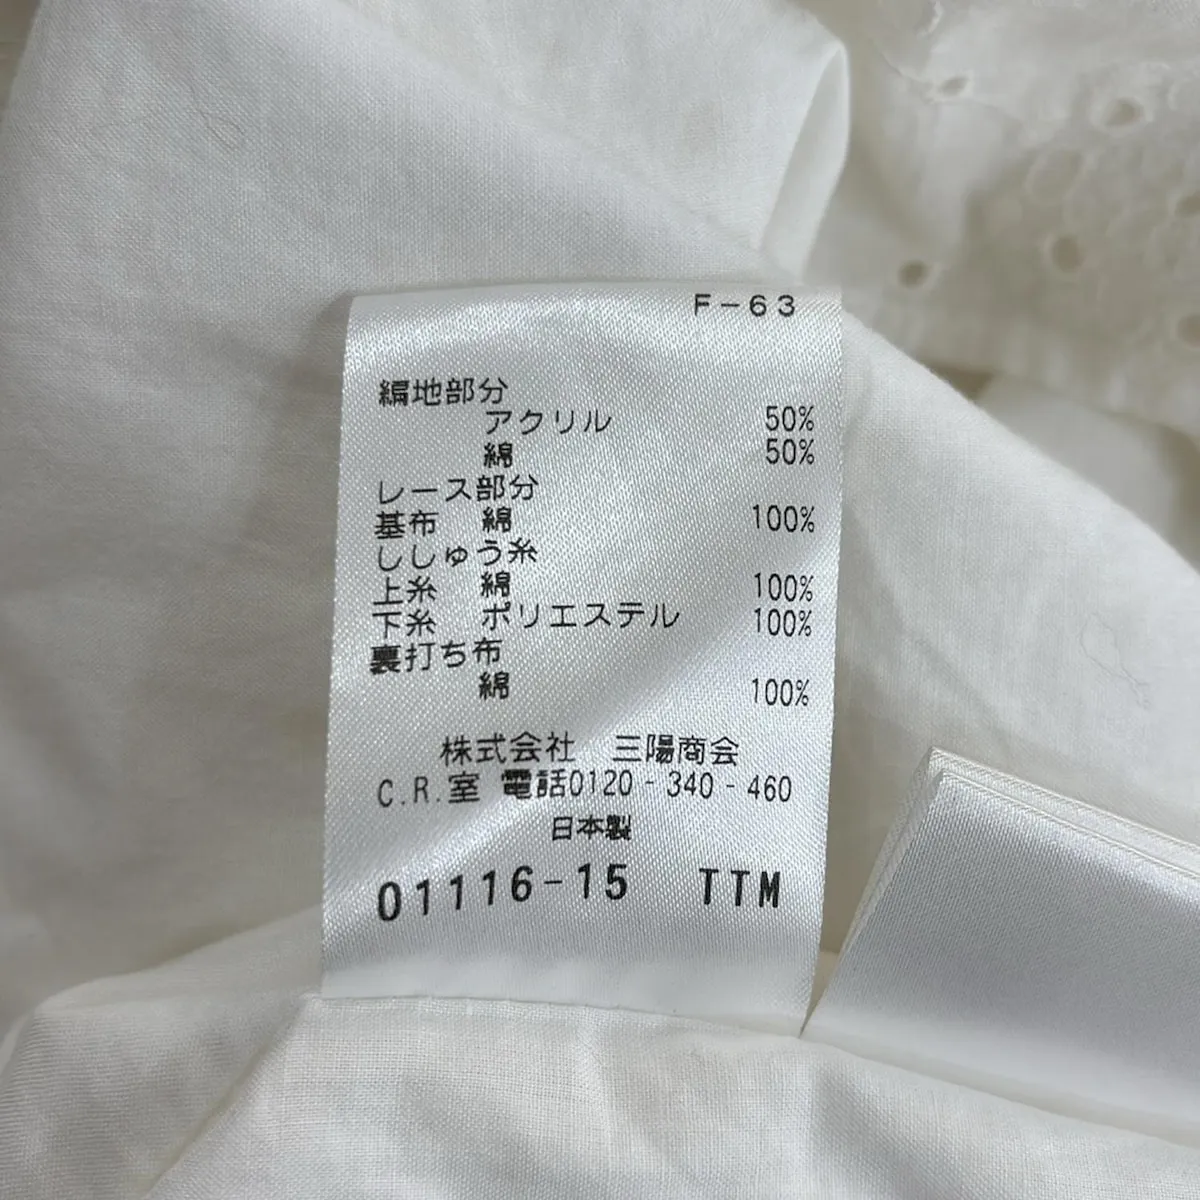 F-63
編地部分
アクリル 50%
綿 50%
レース部分
基布 綿 100%
ししゅう糸
上糸 綿 100%
下糸 ポリエステル 100%
裏打ち布
綿 100%
株式会社 三陽商会
C.R.室 電話0120-340-460
日本製
01116-15 TTM